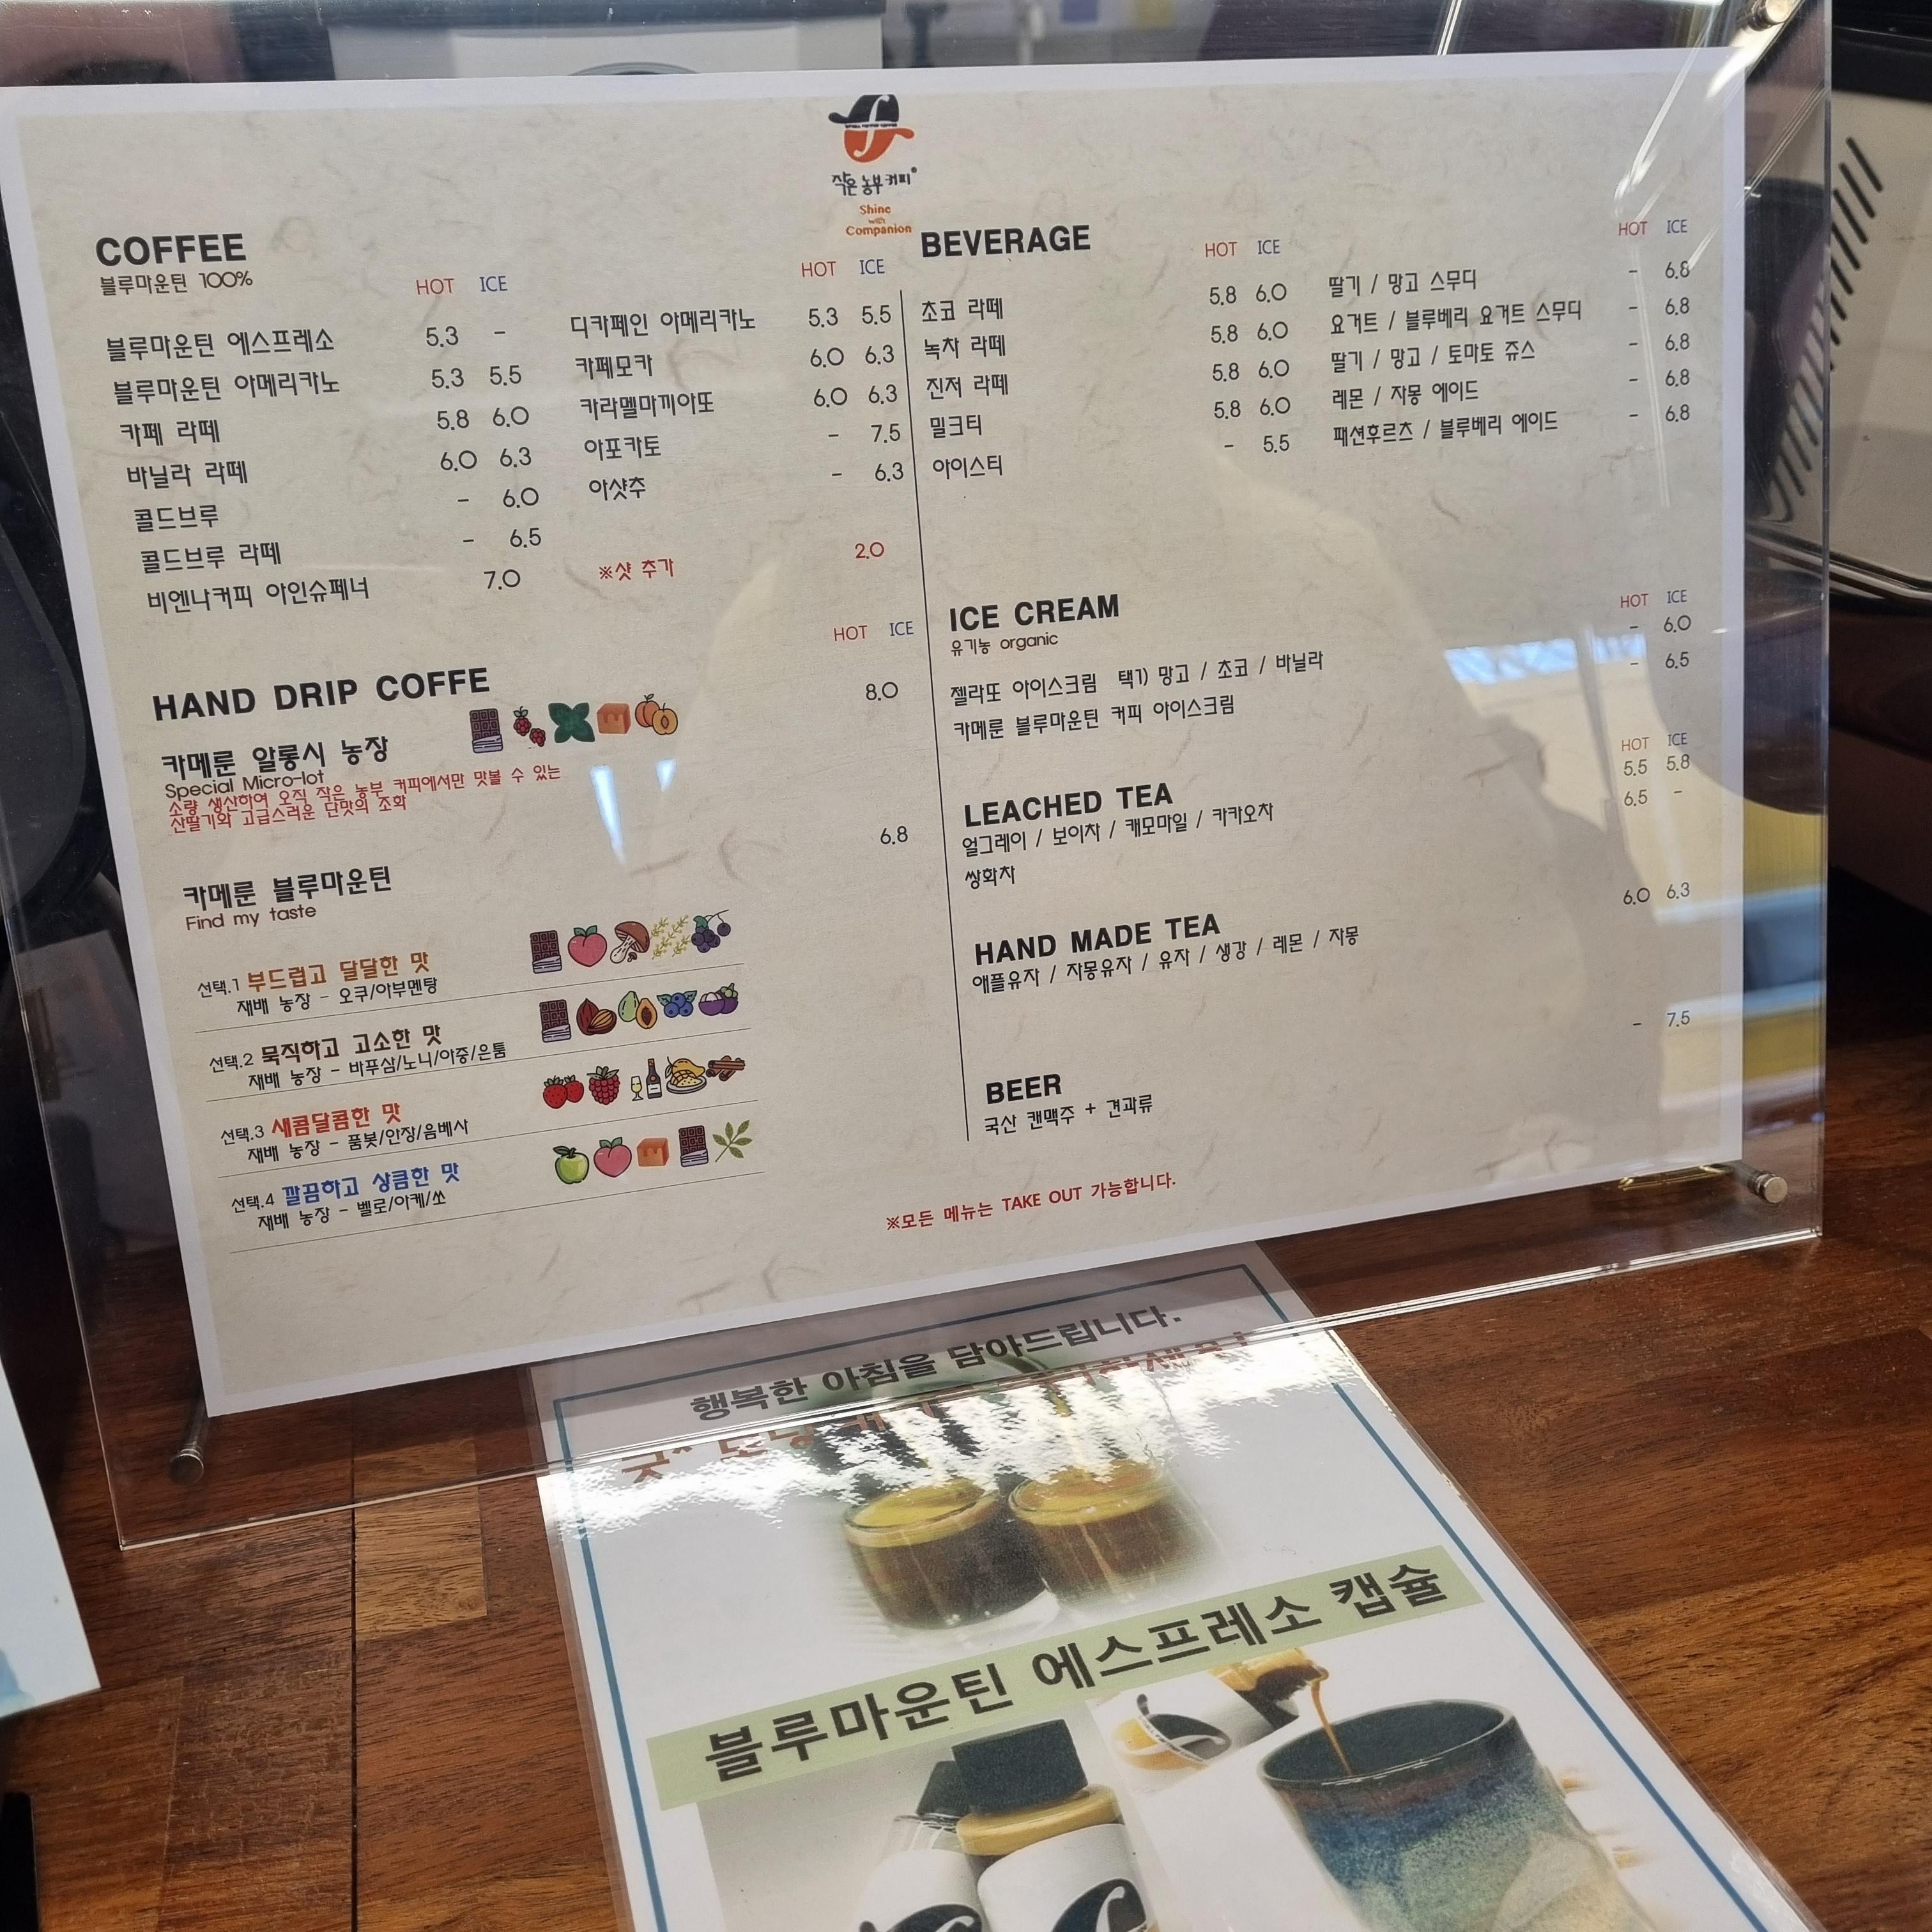 작은 농부 커피
Shine
with
Companion
COFFEE
블루마운틴 100%
HOT ICE
블루마운틴 에스프레소 5.3 -
블루마운틴 아메리카노 5.3 5.5
카페 라떼 5.8 6.0
바닐라 라떼 6.0 6.3
콜드브루 - 6.0
콜드브루 라떼 - 6.5
비엔나커피 아인슈페너 7.0
HOT ICE
디카페인 아메리카노 5.3 5.5
카페모카 6.0 6.3
카라멜마끼아또 6.0 6.3
아포카토 - 7.5
아샷추 - 6.3
※샷 추가 2.0
HOT ICE
HAND DRIP COFFE
카메룬 알롱시 농장 8.0
Special Micro-lot
소량 생산하여 오직 작은 농부 커피에서만 맛볼 수 있는
산딸기와 고급스러운 단맛의 조화
카메룬 블루마운틴 6.8
Find my taste
선택.1 부드럽고 달달한 맛
재배 농장 - 오쿠/아부멘탕
선택.2 묵직하고 고소한 맛
재배 농장 - 바푸삼/노니/아중/은툼
선택.3 새콤달콤한 맛
재배 농장 - 품봇/안장/음베사
선택.4 깔끔하고 상큼한 맛
재배 농장 - 벨로/아케/쏘
BEVERAGE
HOT ICE
초코 라떼 5.8 6.0
녹차 라떼 5.8 6.0
진저 라떼 5.8 6.0
밀크티 5.8 6.0
아이스티 - 5.5
HOT ICE
딸기 / 망고 스무디 - 6.8
요거트 / 블루베리 요거트 스무디 - 6.8
딸기 / 망고 / 토마토 쥬스 - 6.8
레몬 / 자몽 에이드 - 6.8
패션후르츠 / 블루베리 에이드 - 6.8
ICE CREAM
유기농 organic
HOT ICE
젤라또 아이스크림 택1) 망고 / 초코 / 바닐라 - 6.0
카메룬 블루마운틴 커피 아이스크림 - 6.5
HOT ICE
LEACHED TEA
얼그레이 / 보이차 / 캐모마일 / 카카오차 5.5 5.8
쌍화차 6.5 -
HAND MADE TEA
애플유자 / 자몽유자 / 유자 / 생강 / 레몬 / 자몽 6.0 6.3
BEER
국산 캔맥주 + 견과류 - 7.5
※모든 메뉴는 TAKE OUT 가능합니다.
행복한 아침을 담아드립니다.
블루마운틴 에스프레소 캡슐